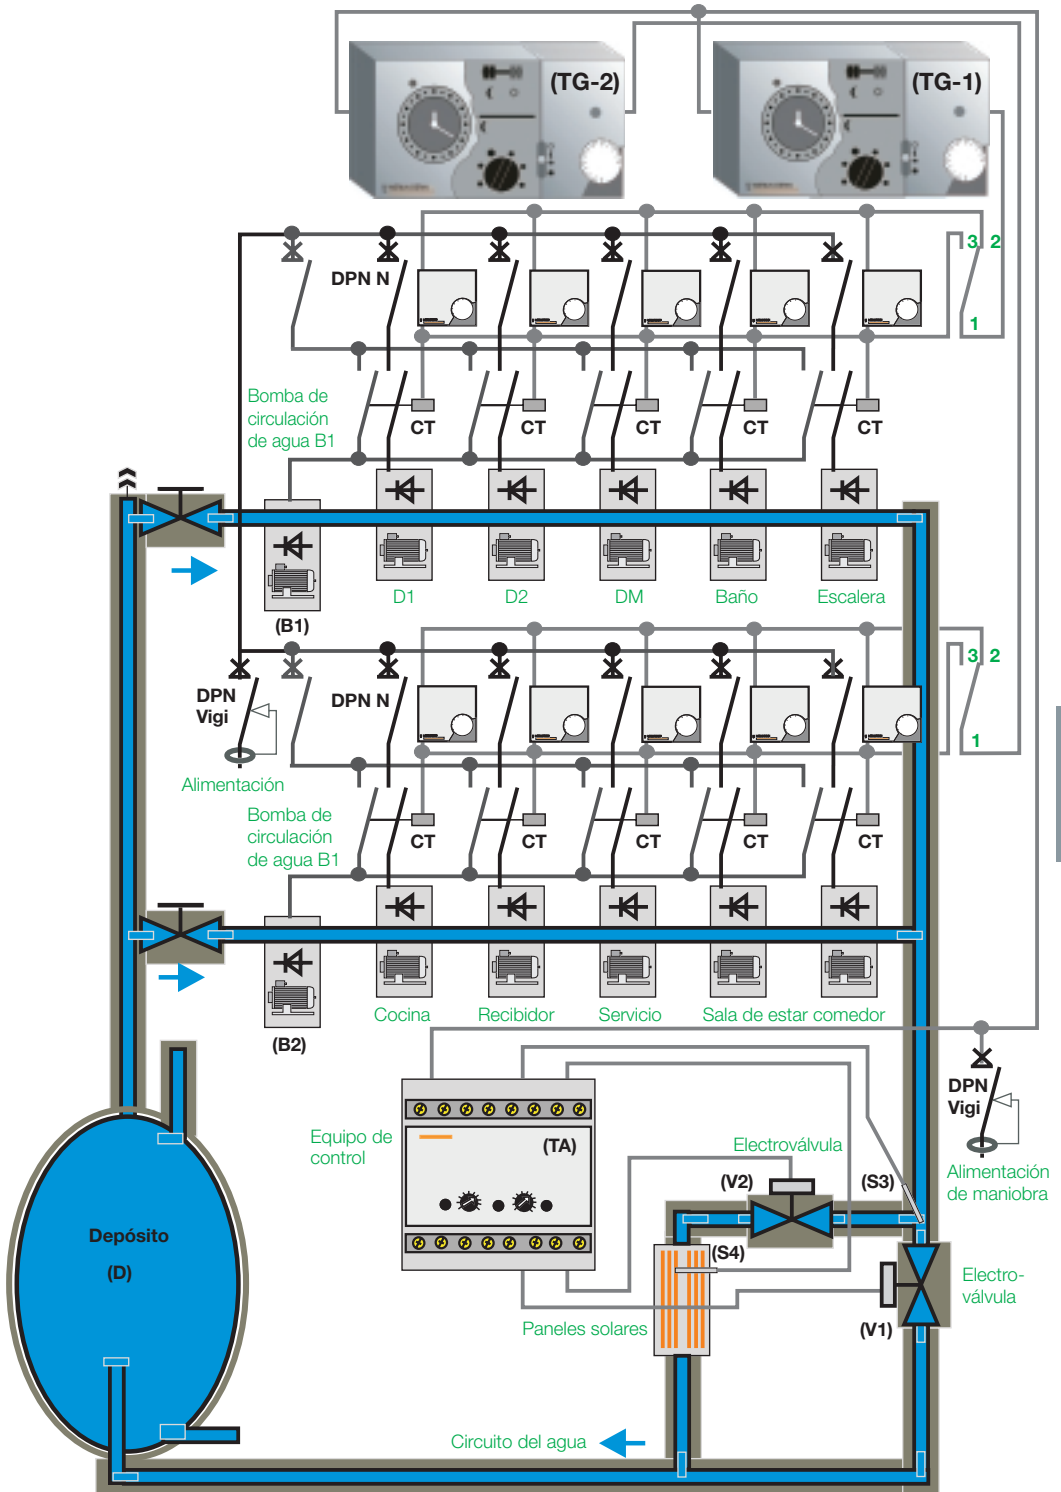 (TG-2)
(TG-1)
3 2
DPN N
1
Bomba de
circulación
de agua B1
CT
CT
CT
CT
CT
D1
D2
DM
Baño
Escalera
(B1)
3 2
DPN
Vigi
DPN N
1
Alimentación
Bomba de
circulación
de agua B1
CT
CT
CT
CT
CT
Cocina
Recibidor
Servicio
Sala de estar comedor
(B2)
DPN
Vigi
Equipo de
control
(TA)
Electroválvula
(V2)
(S3)
Alimentación
de maniobra
Depósito
(D)
(S4)
Electro-
válvula
Paneles solares
(V1)
Circuito del agua